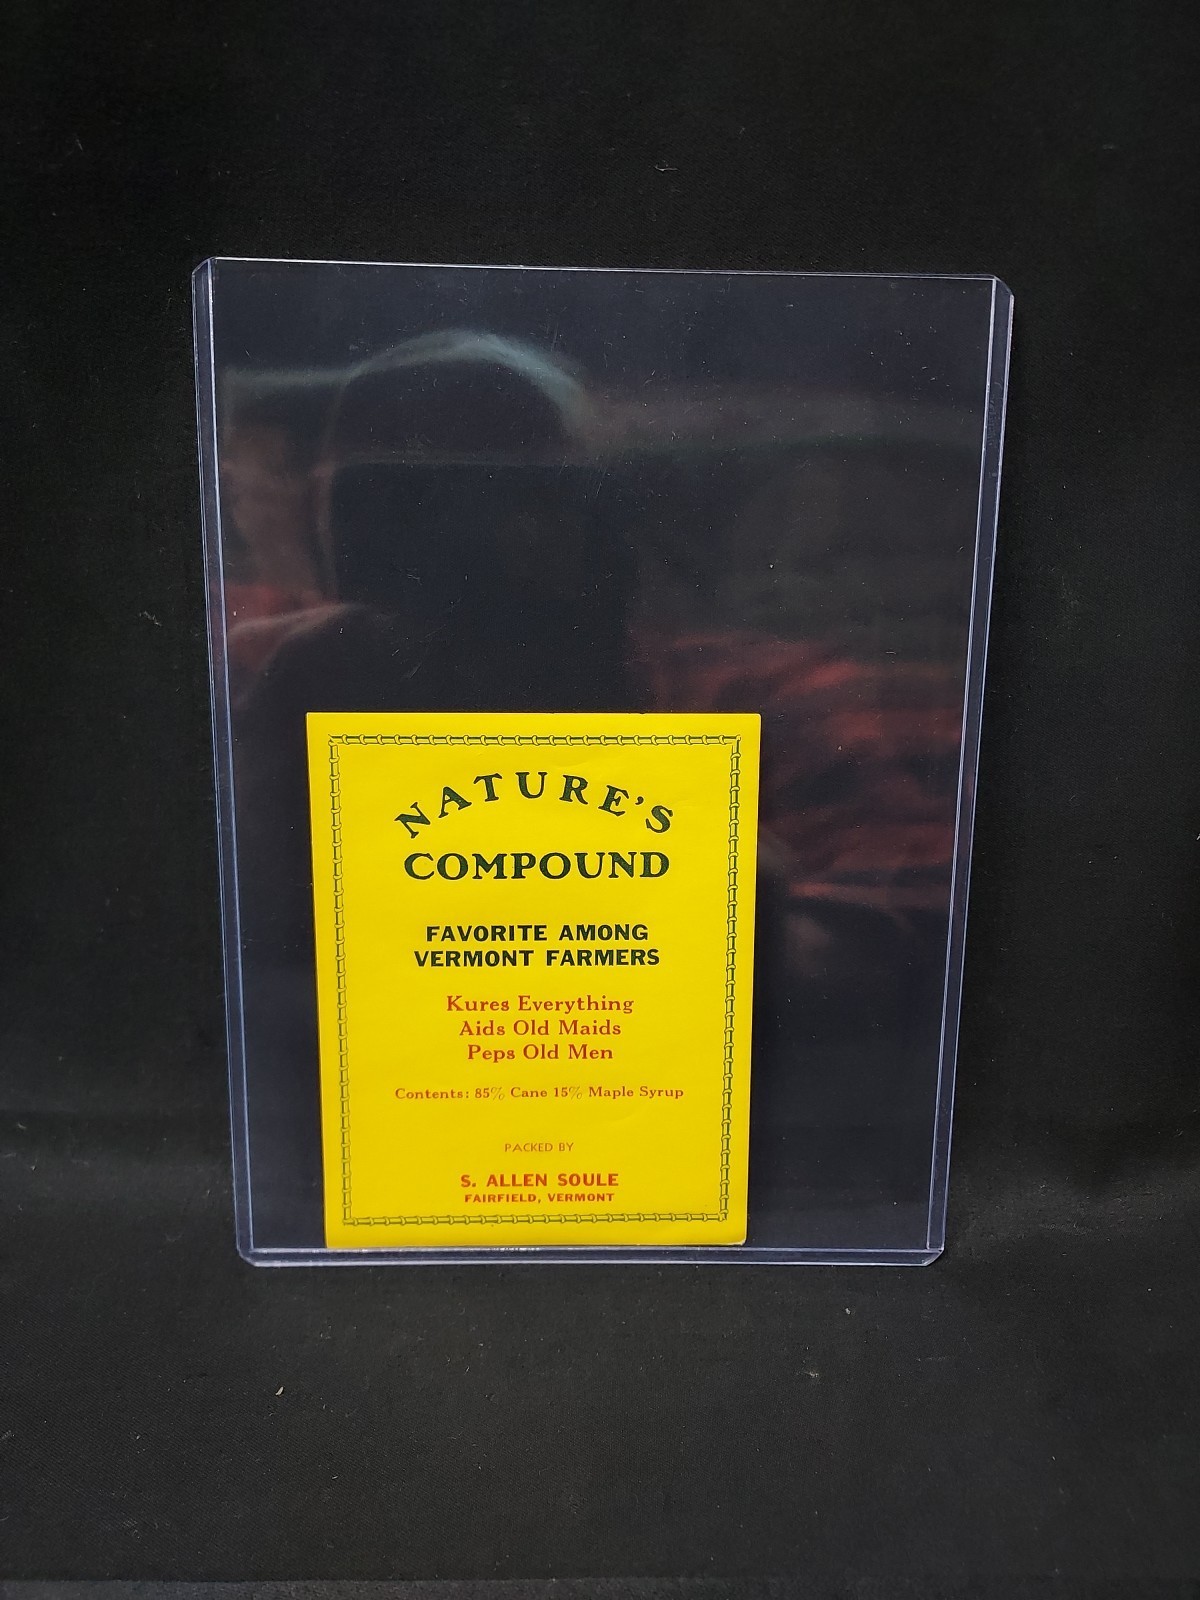 NATURE'S
COMPOUND
FAVORITE AMONG
VERMONT FARMERS
Kures Everything
Aids Old Maids
Peps Old Men
Contents: 85% Cane 15% Maple Syrup
PACKED BY
S. ALLEN SOULE
FAIRFIELD, VERMONT